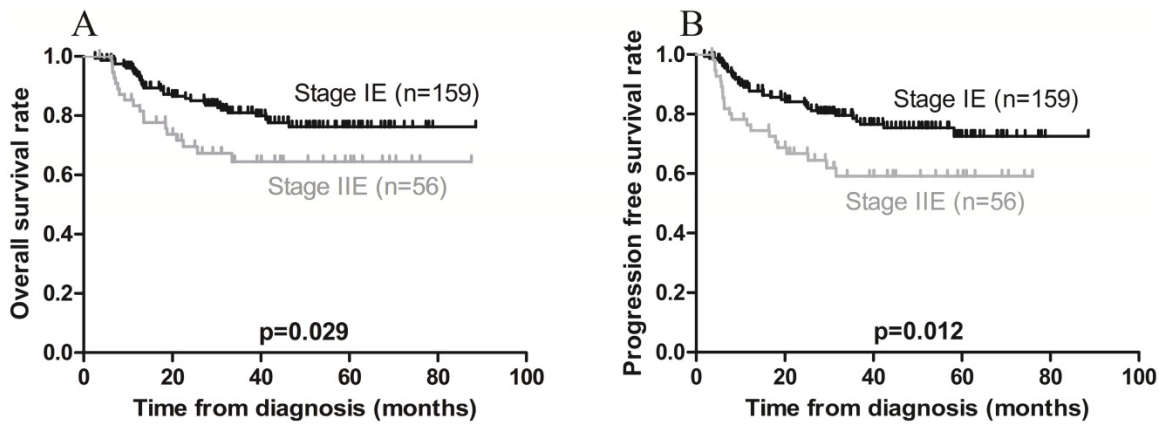 A
Overall survival rate
1.0
0.8
0.6
0.4
0.2
0.0
Stage IE (n=159)
Stage IIE (n=56)
p=0.029
0 20 40 60 80 100
Time from diagnosis (months)
B
Progression free survival rate
1.0
0.8
0.6
0.4
0.2
0.0
Stage IE (n=159)
Stage IIE (n=56)
p=0.012
0 20 40 60 80 100
Time from diagnosis (months)